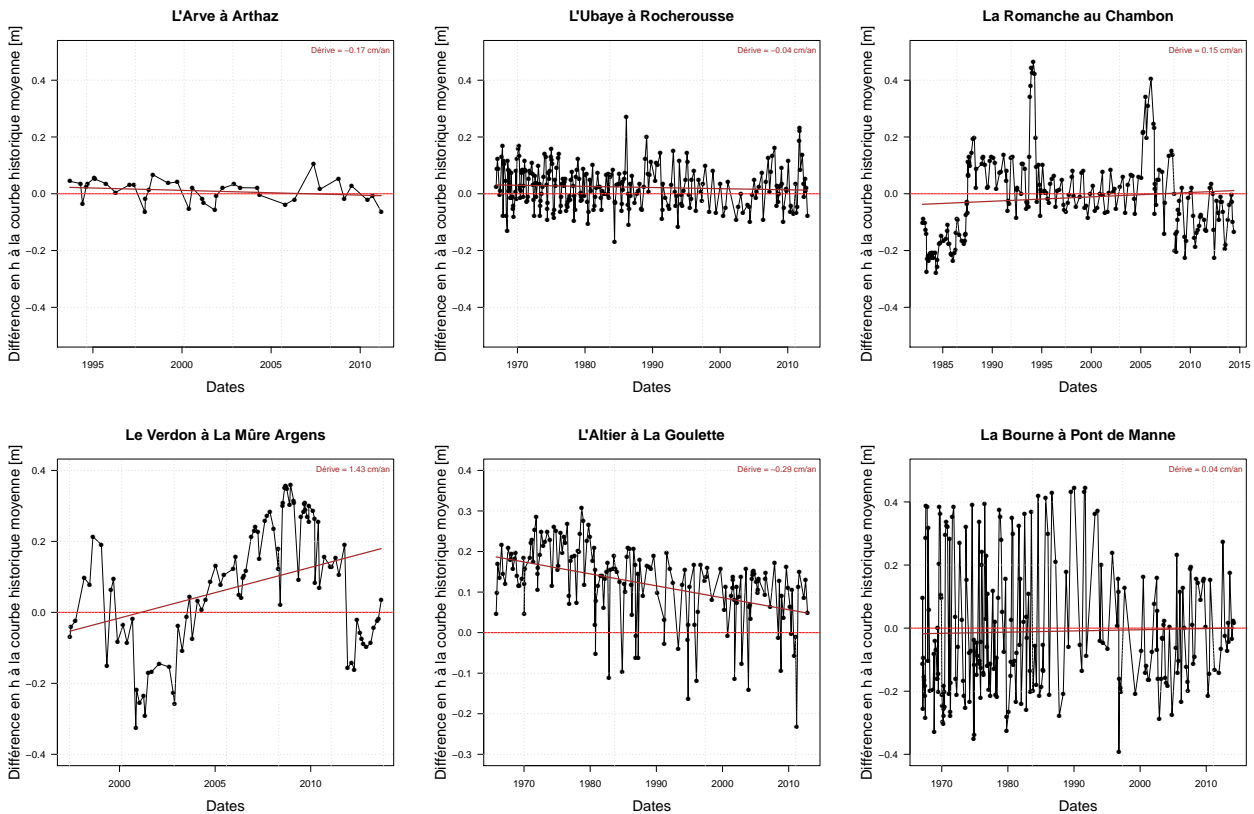 L'Arve à Arthaz
Différence en h à la courbe historique moyenne [m]
Dérive = −0.17 cm/an
0.4
0.2
0.0
−0.2
−0.4
1995
2000
2005
2010
Dates
L'Ubaye à Rocherousse
Différence en h à la courbe historique moyenne [m]
Dérive = −0.04 cm/an
0.4
0.2
0.0
−0.2
−0.4
1970
1980
1990
2000
2010
Dates
La Romanche au Chambon
Différence en h à la courbe historique moyenne [m]
Dérive = 0.15 cm/an
0.4
0.2
0.0
−0.2
−0.4
1985
1990
1995
2000
2005
2010
2015
Dates
Le Verdon à La Mûre Argens
Différence en h à la courbe historique moyenne [m]
Dérive = 1.43 cm/an
0.4
0.2
0.0
−0.2
−0.4
2000
2005
2010
Dates
L'Altier à La Goulette
Différence en h à la courbe historique moyenne [m]
Dérive = −0.29 cm/an
0.4
0.3
0.2
0.1
0.0
−0.1
−0.2
−0.3
1970
1980
1990
2000
2010
Dates
La Bourne à Pont de Manne
Différence en h à la courbe historique moyenne [m]
Dérive = 0.04 cm/an
0.4
0.2
0.0
−0.2
−0.4
1970
1980
1990
2000
2010
Dates